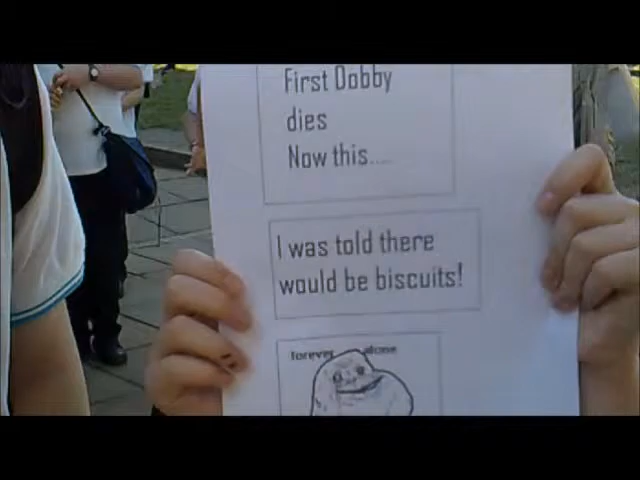 First Dobby
dies
Now this....
I was told there
would be biscuits!
forever alone